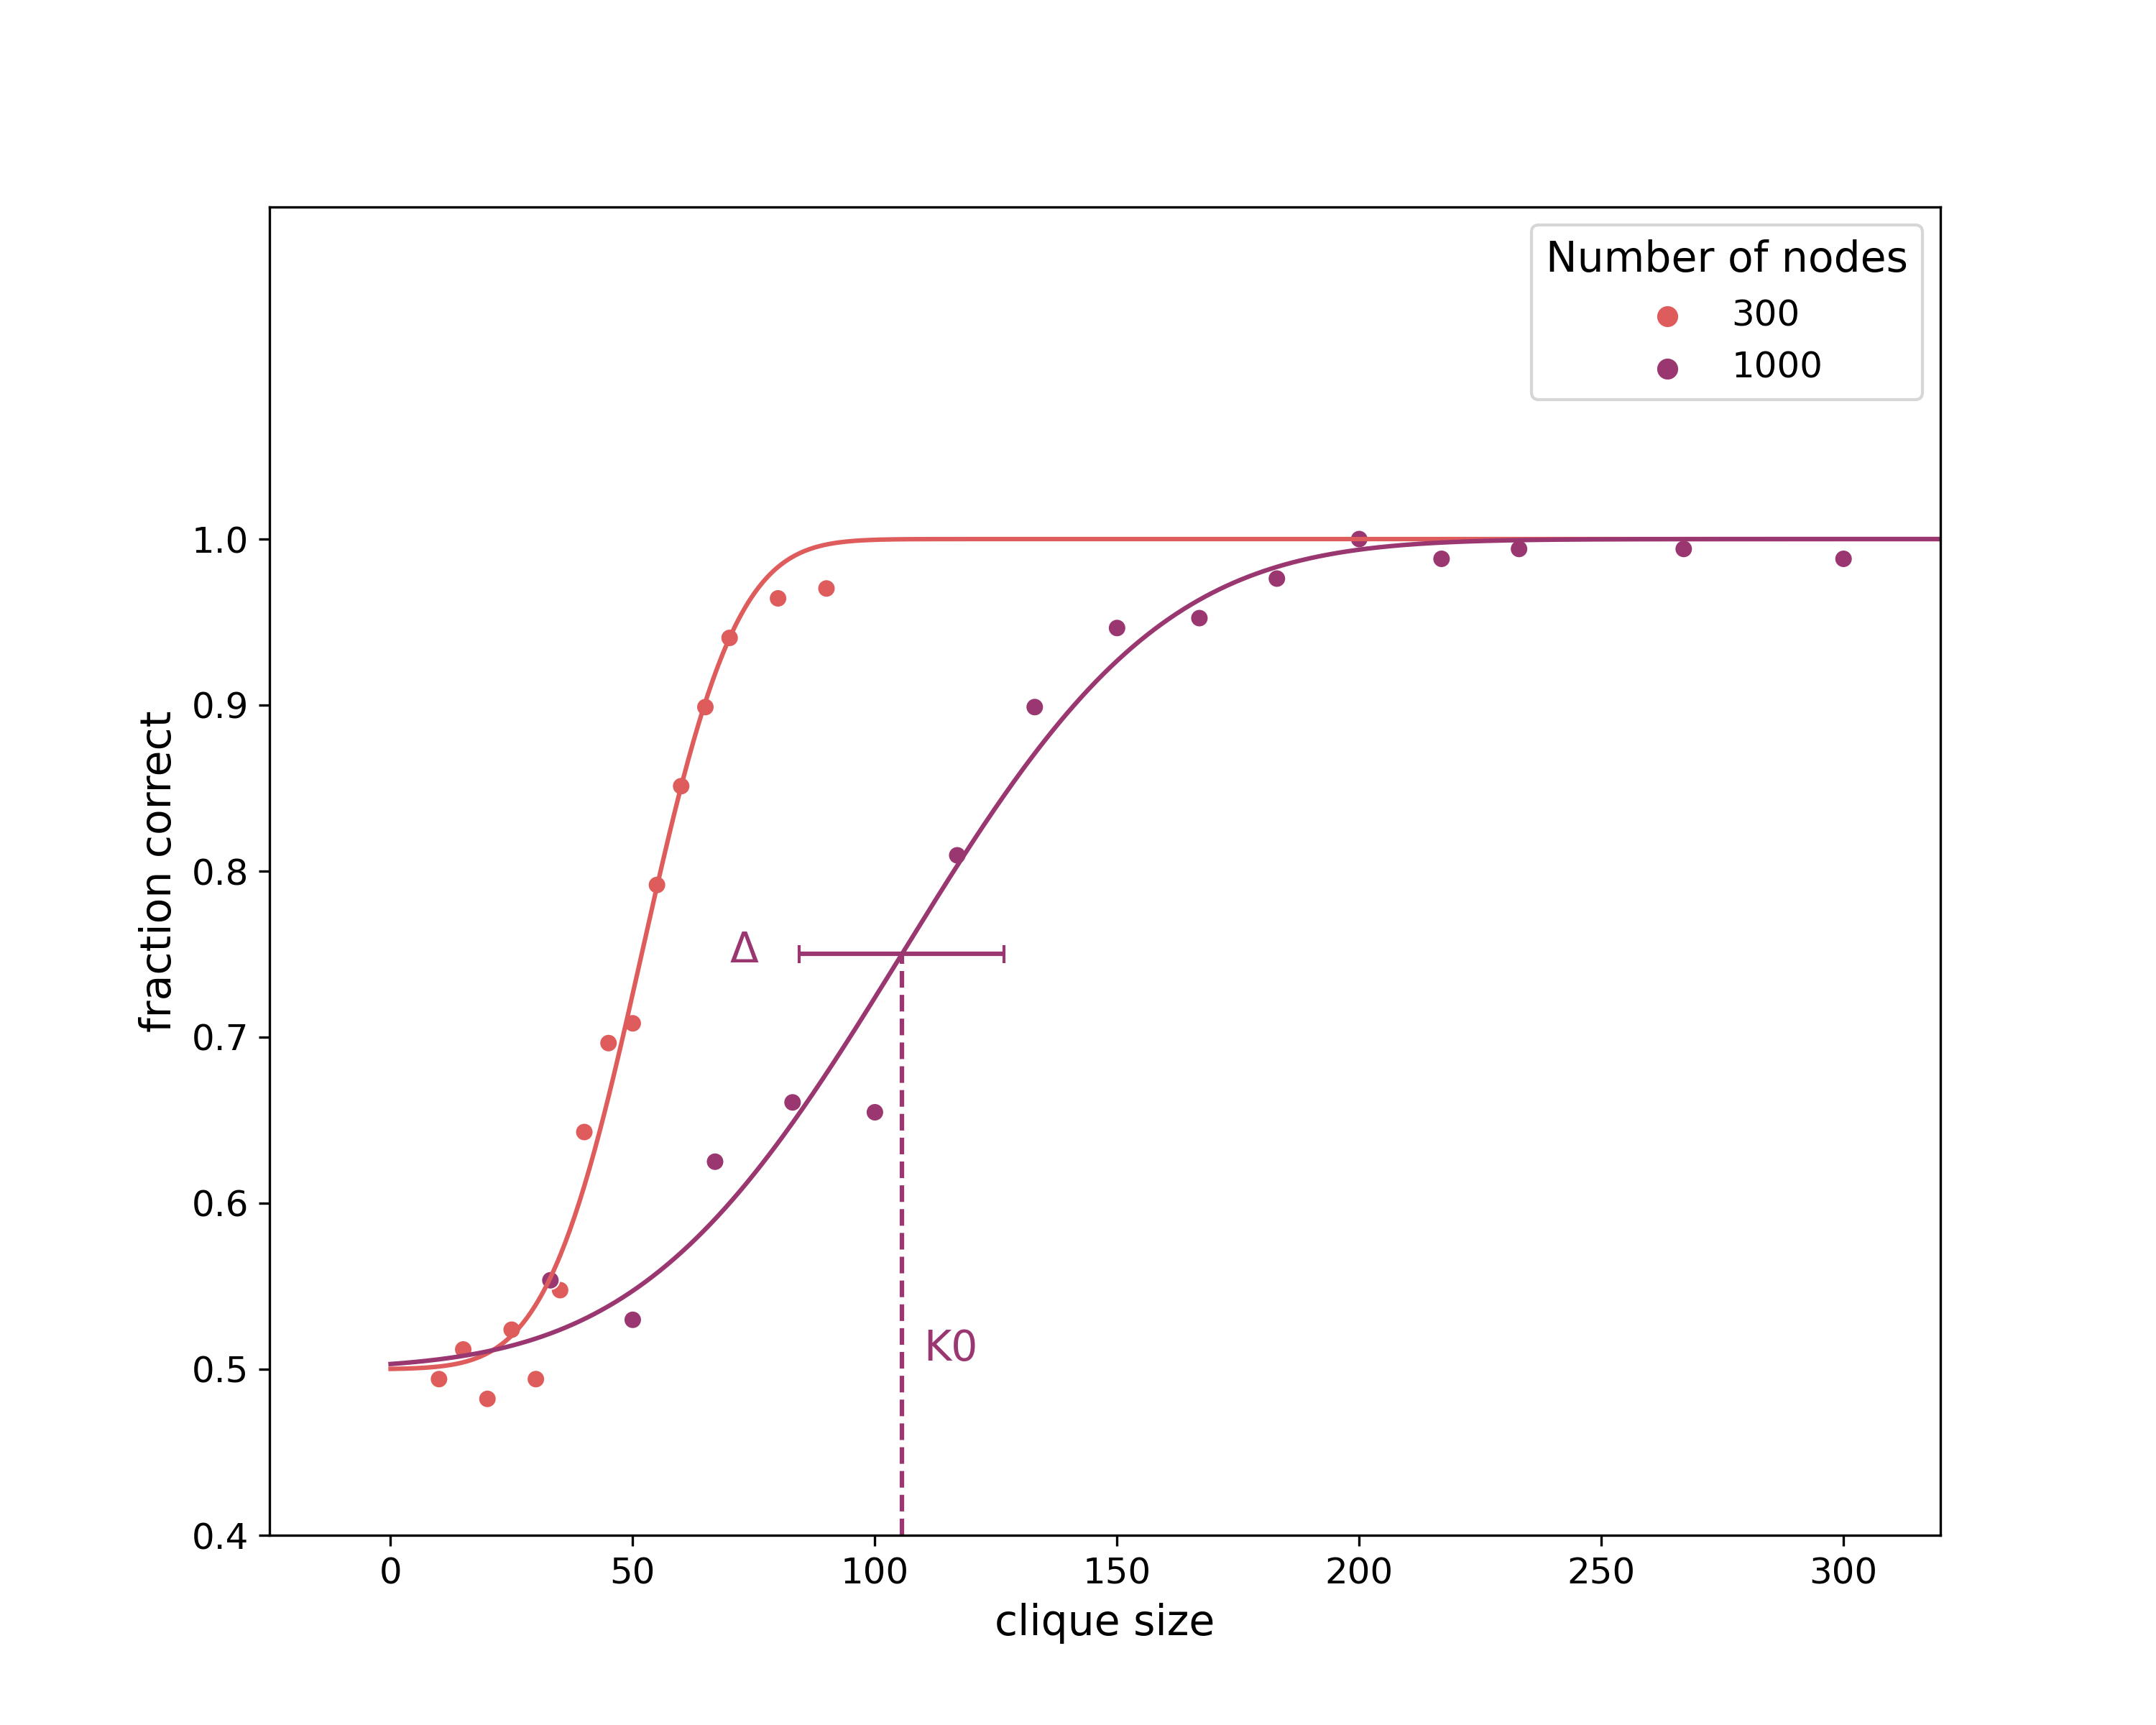 Number of nodes
300
1000
1.0
0.9
0.8
0.7
0.6
0.5
0.4
fraction correct
Δ
K0
0 50 100 150 200 250 300
clique size